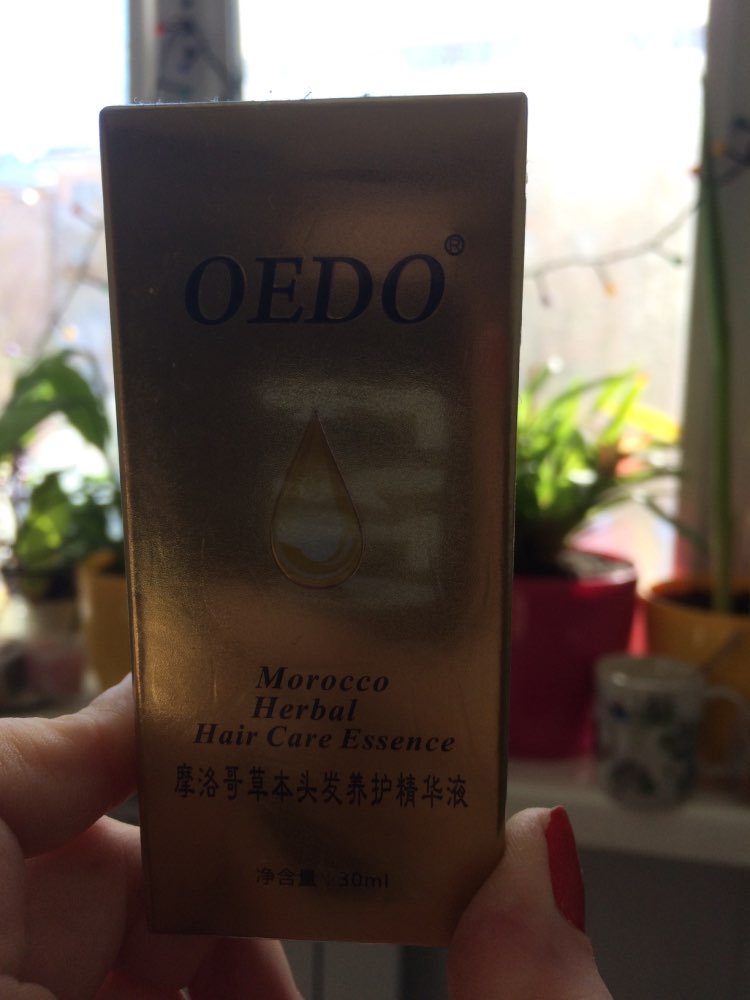 OEDO®
Morocco
Herbal
Hair Care Essence
摩洛哥草本头发养护精华液
净含量：30ml